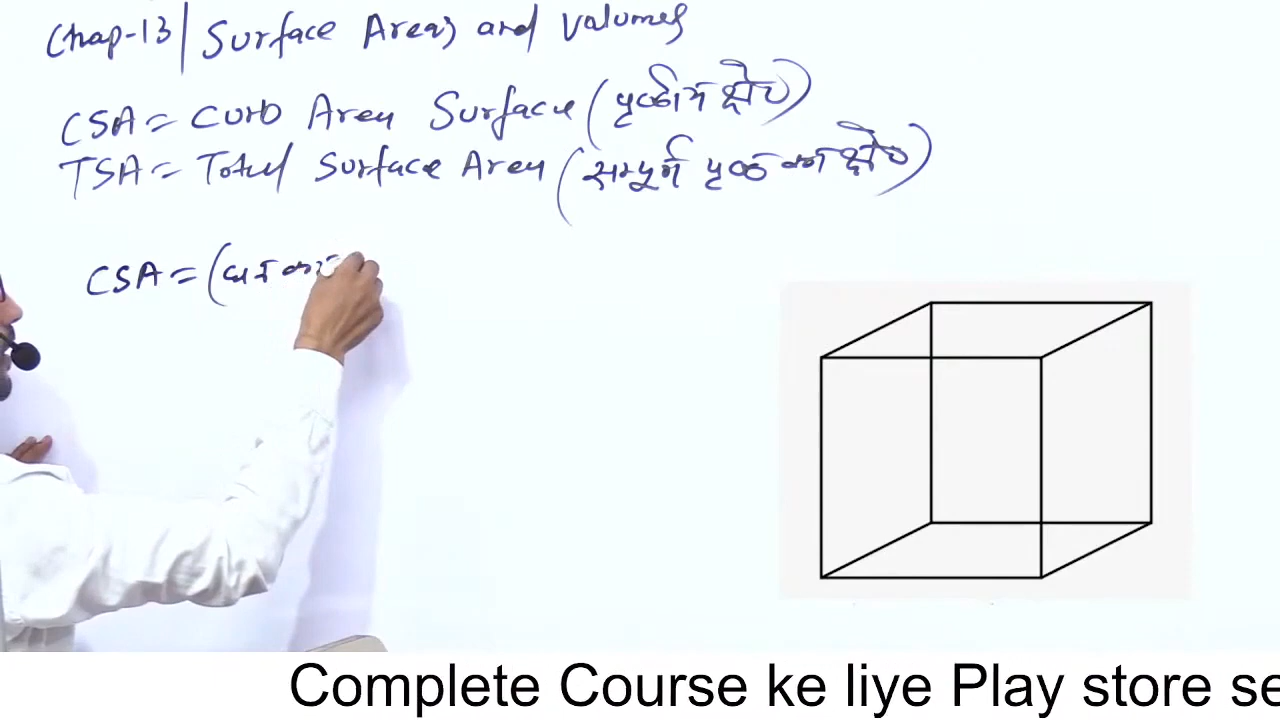 Chap-13 | Surface Areas and Volumes
CSA = Curb Area Surface (पृष्ठीय क्षेत्र)
TSA = Total Surface Area (सम्पूर्ण पृष्ठ का क्षेत्र)
CSA = (घन का
Complete Course ke liye Play store se